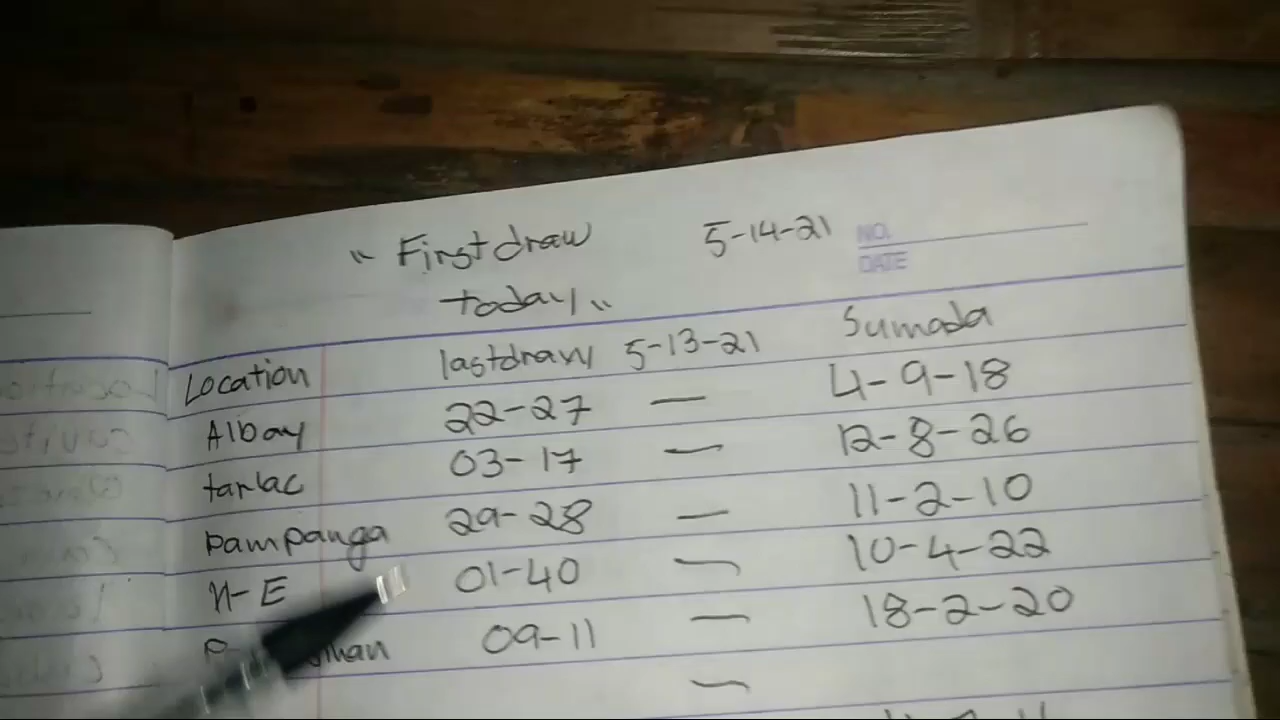 "First draw 5-14-21 NO.
today" DATE
Location lastdraw 5-13-21 Sumada
Albay 22-27 — 4-9-18
tarlac 03-17 — 12-8-26
pampanga 29-28 — 11-2-10
N-E 01-40 — 10-4-22
09-11 — 18-2-20
—